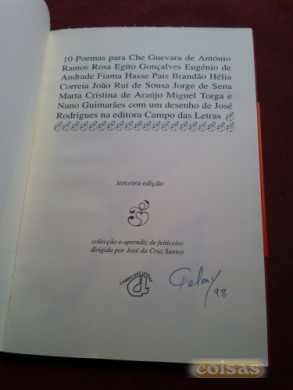 10 Poemas para Che Guevara de António
Ramos Rosa Egito Gonçalves Eugénio de
Andrade Fiama Hasse Pais Brandão Hélia
Correia João Rui de Sousa Jorge de Sena
Marta Cristina de Araújo Miguel Torga e
Nuno Guimarães com um desenho de José
Rodrigues na editora Campo das Letras
terceira edição
colecção o aprendiz de feiticeiro
dirigida por José da Cruz Santos
/98
coisas